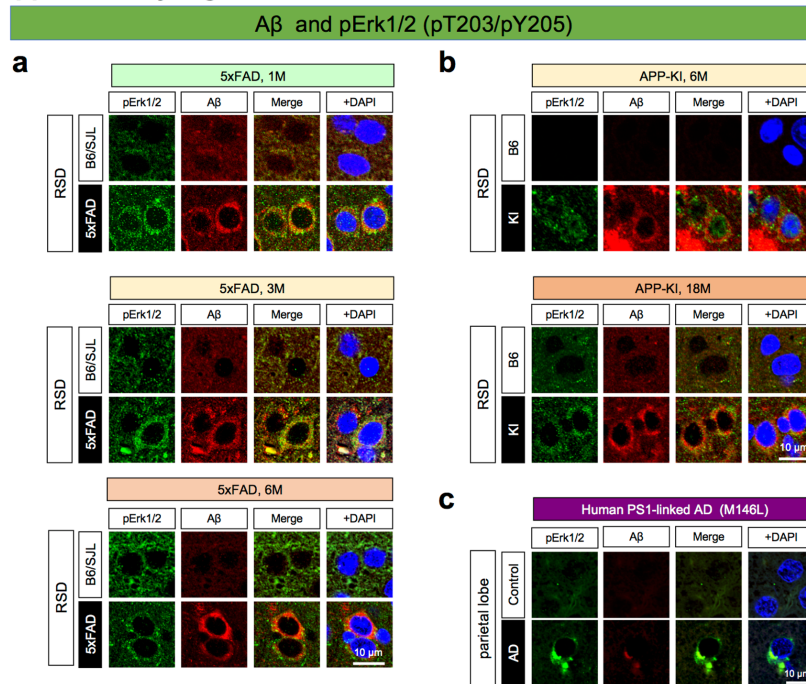 Aβ and pErk1/2 (pT203/pY205)
a
5xFAD, 1M
pErk1/2 Aβ Merge +DAPI
RSD
B6/SJL
5xFAD
5xFAD, 3M
pErk1/2 Aβ Merge +DAPI
RSD
B6/SJL
5xFAD
5xFAD, 6M
pErk1/2 Aβ Merge +DAPI
RSD
B6/SJL
5xFAD
10 µm
b
APP-KI, 6M
pErk1/2 Aβ Merge +DAPI
RSD
B6
KI
APP-KI, 18M
pErk1/2 Aβ Merge +DAPI
RSD
B6
KI
10 µm
c
Human PS1-linked AD (M146L)
pErk1/2 Aβ Merge +DAPI
parietal lobe
Control
AD
10 µm